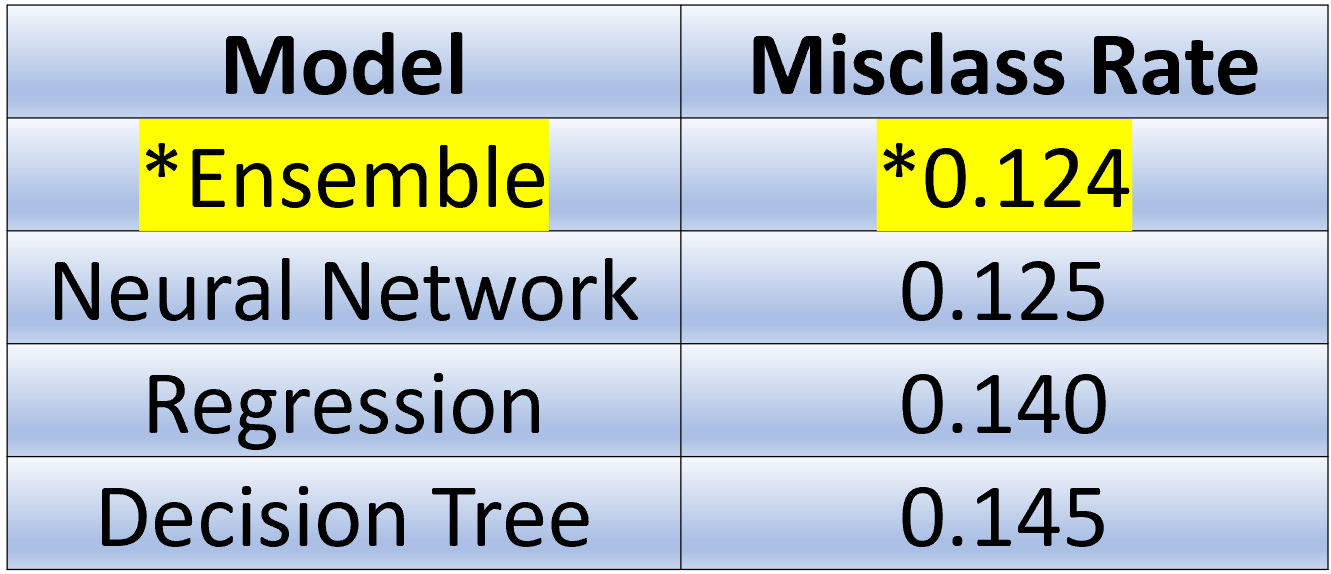 Model Misclass Rate
*Ensemble *0.124
Neural Network 0.125
Regression 0.140
Decision Tree 0.145